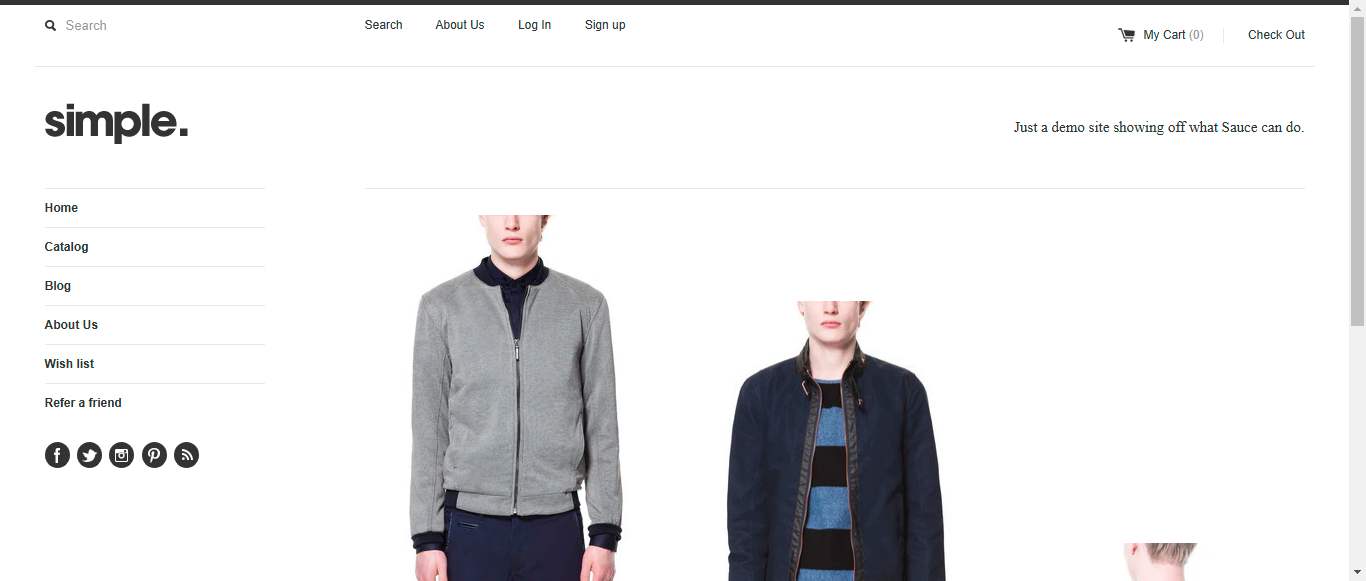 Search
Search About Us Log In Sign up
My Cart (0) Check Out
simple.
Just a demo site showing off what Sauce can do.
Home
Catalog
Blog
About Us
Wish list
Refer a friend